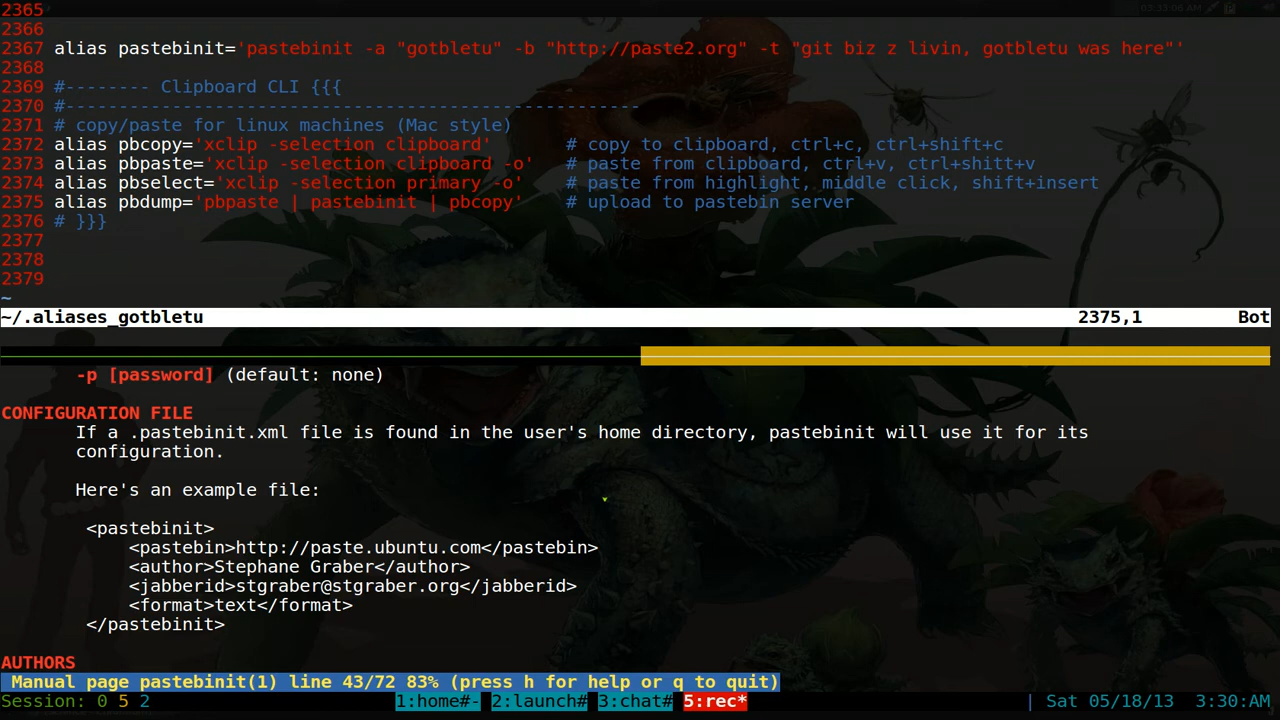 2365
2366
2367 alias pastebinit='pastebinit -a "gotbletu" -b "http://paste2.org" -t "git biz z livin, gotbletu was here"'
2368
2369 #-------- Clipboard CLI {{{
2370 #------------------------------------------------------
2371 # copy/paste for linux machines (Mac style)
2372 alias pbcopy='xclip -selection clipboard' # copy to clipboard, ctrl+c, ctrl+shift+c
2373 alias pbpaste='xclip -selection clipboard -o' # paste from clipboard, ctrl+v, ctrl+shitt+v
2374 alias pbselect='xclip -selection primary -o' # paste from highlight, middle click, shift+insert
2375 alias pbdump='pbpaste | pastebinit | pbcopy' # upload to pastebin server
2376 # }}}
2377
2378
2379
~
~/.aliases_gotbletu 2375,1 Bot
-p [password] (default: none)
CONFIGURATION FILE
If a .pastebinit.xml file is found in the user's home directory, pastebinit will use it for its
configuration.
Here's an example file:
<pastebinit>
<pastebin>http://paste.ubuntu.com</pastebin>
<author>Stephane Graber</author>
<jabberid>stgraber@stgraber.org</jabberid>
<format>text</format>
</pastebinit>
AUTHORS
Manual page pastebinit(1) line 43/72 83% (press h for help or q to quit)
Session: 0 5 2 1:home#- 2:launch# 3:chat# 5:rec* | Sat 05/18/13 3:30AM